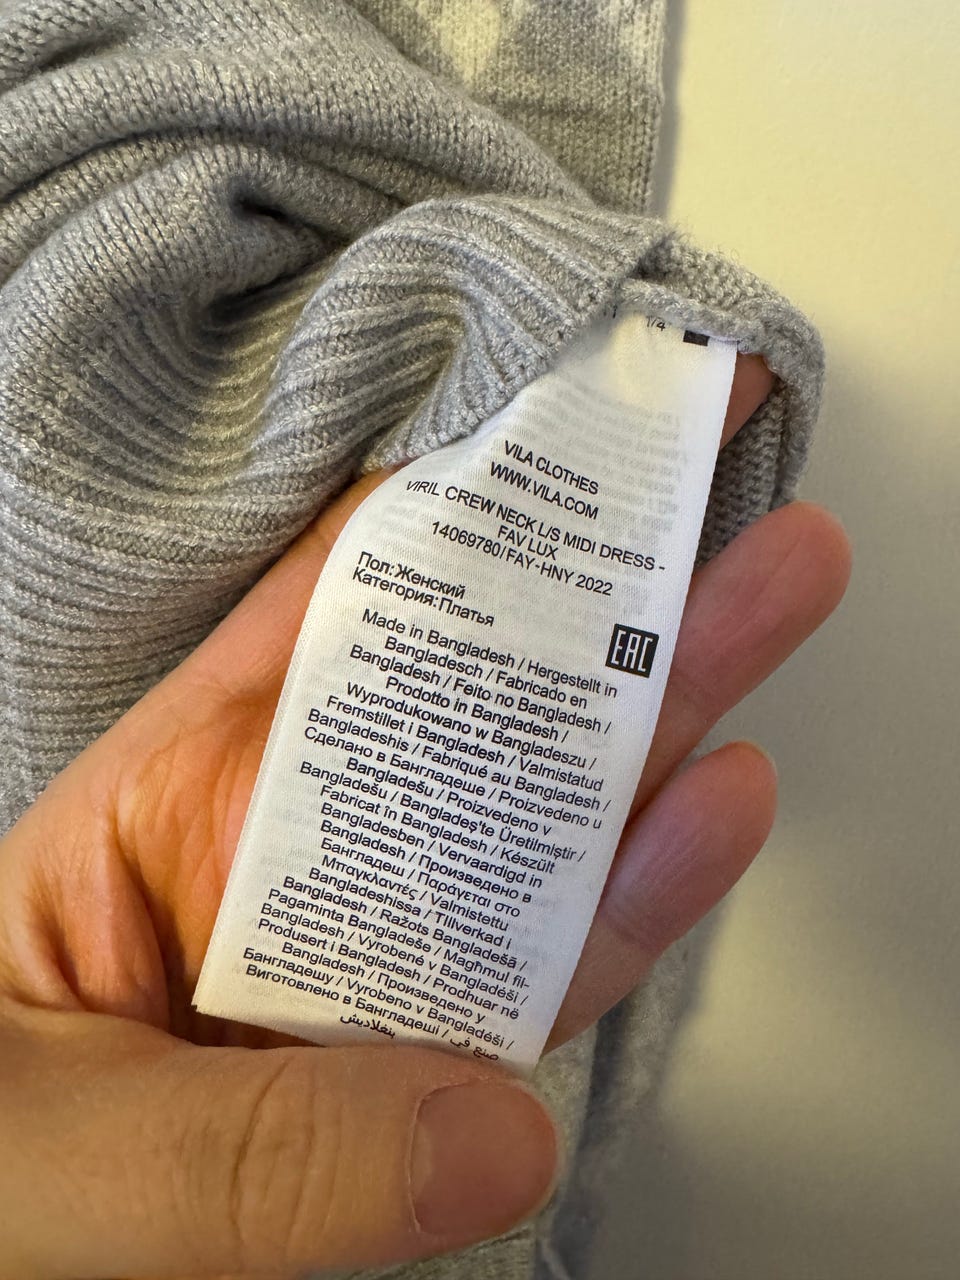 1/4
VILA CLOTHES
WWW.VILA.COM
VIRIL CREW NECK L/S MIDI DRESS -
FAV LUX
14069780/FAY-HNY 2022
Пол:Женский
Категория:Платья
EAC
Made in Bangladesh / Hergestellt in
Bangladesch / Fabricado en
Bangladesh / Feito no Bangladesh /
Prodotto in Bangladesh /
Wyprodukowano w Bangladeszu /
Fremstillet i Bangladesh / Valmistatud
Bangladeshis / Fabriqué au Bangladesh /
Сделано в Бангладеше / Proizvedeno u
Bangladešu / Proizvedeno v
Bangladešu / Bangladeş'te Üretilmiştir /
Fabricat în Bangladesh / Készült
Bangladesben / Vervaardigd in
Bangladesh / Произведено в
Бангладеш / Παράγεται στο
Μπαγκλαντές / Valmistettu
Bangladeshissa / Tillverkad i
Bangladesh / Ražots Bangladešā /
Pagaminta Bangladeše / Magħmul fil-
Bangladesh / Vyrobené v Bangladéši /
Produsert i Bangladesh / Prodhuar në
Bangladesh / Произведено у
Бангладешу / Vyrobeno v Bangladéši /
Виготовлено в Бангладеші / صنع في
بنغلاديش